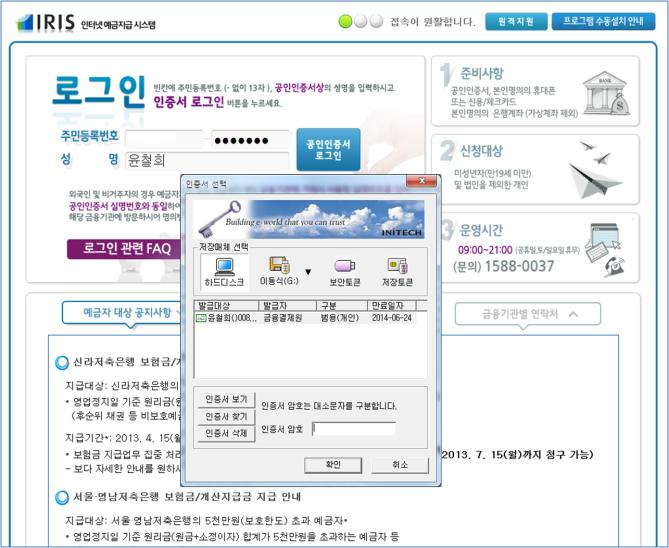 IRIS 인터넷 예금지급 시스템
접속이 원활합니다.
원격지원
프로그램 수동설치 안내
로그인
빈칸에 주민등록번호 (- 없이 13자), 공인인증서상의 성명을 입력하시고
인증서 로그인 버튼을 누르세요.
주민등록번호 - ●●●●●●●
성 명 윤철희
공인인증서
로그인
외국인 및 비거주자의 경우 예금자
공인인증서 실명번호와 동일하
해당 금융기관에 방문하시어 명의변
로그인 관련 FAQ
1 준비사항
공인인증서, 본인명의의 휴대폰
또는 신용/체크카드
본인명의의 은행계좌 (가상계좌 제외)
2 신청대상
미성년자(만19세 미만)
및 법인을 제외한 개인
3 운영시간
09:00~21:00 (공휴일,토/일요일 휴무)
(문의) 1588-0037
인증서 선택
Building e-world that you can trust
INITECH
저장매체 선택
하드디스크
이동식(G:)
보안토큰
저장토큰
발급대상 발급자 구분 만료일자
윤철희()008,.. 금융결제원 범용(개인) 2014-06-24
인증서 보기
인증서 찾기
인증서 삭제
인증서 암호는 대소문자를 구분합니다.
인증서 암호
확인
취소
예금자 대상 공지사항
금융기관별 연락처
신라저축은행 보험금/가
지급대상: 신라저축은행의
* 영업정지일 기준 원리금(원
(후순위 채권 등 비보호예금
지급기간*: 2013. 4. 15(월
* 보험금 지급업무 집중 처리
2013. 7. 15(월)까지 청구 가능)
- 보다 자세한 안내를 원하시
서울·영남저축은행 보험금/개산지급금 지급 안내
지급대상: 서울·영남저축은행의 5천만원(보호한도) 초과 예금자*
* 영업정지일 기준 원리금(원금+소정이자) 합계가 5천만원을 초과하는 예금자 등